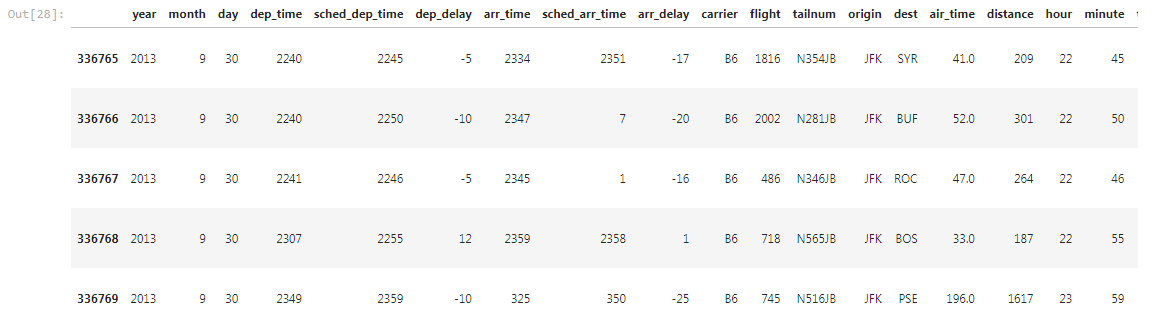 Out[28]:
year month day dep_time sched_dep_time dep_delay arr_time sched_arr_time arr_delay carrier flight tailnum origin dest air_time distance hour minute
336765 2013 9 30 2240 2245 -5 2334 2351 -17 B6 1816 N354JB JFK SYR 41.0 209 22 45
336766 2013 9 30 2240 2250 -10 2347 7 -20 B6 2002 N281JB JFK BUF 52.0 301 22 50
336767 2013 9 30 2241 2246 -5 2345 1 -16 B6 486 N346JB JFK ROC 47.0 264 22 46
336768 2013 9 30 2307 2255 12 2359 2358 1 B6 718 N565JB JFK BOS 33.0 187 22 55
336769 2013 9 30 2349 2359 -10 325 350 -25 B6 745 N516JB JFK PSE 196.0 1617 23 59